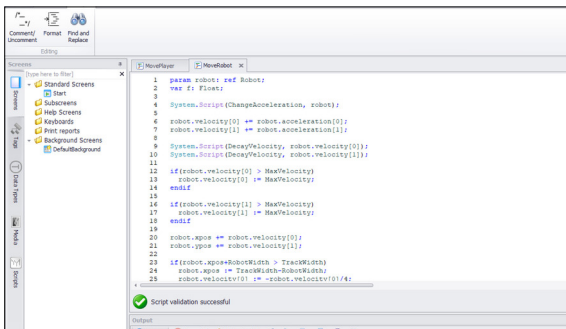 Comment/ Uncomment
Format
Find and Replace
Editing
Screens
[type here to filter]
Standard Screens
Start
Subscreens
Help Screens
Keyboards
Print reports
Background Screens
DefaultBackground
Screens
Tags
Data Types
Media
Scripts
MovePlayer
MoveRobot
1 param robot: ref Robot;
2 var f: Float;
3
4 System.Script(ChangeAcceleration, robot);
5
6 robot.velocity[0] += robot.acceleration[0];
7 robot.velocity[1] += robot.acceleration[1];
8
9 System.Script(DecayVelocity, robot.velocity[0]);
10 System.Script(DecayVelocity, robot.velocity[1]);
11
12 if(robot.velocity[0] > MaxVelocity)
13 robot.velocity[0] := MaxVelocity;
14 endif
15
16 if(robot.velocity[1] > MaxVelocity)
17 robot.velocity[1] := MaxVelocity;
18 endif
19
20 robot.xpos += robot.velocity[0];
21 robot.ypos += robot.velocity[1];
22
23 if(robot.xpos+RobotWidth > TrackWidth)
24 robot.xpos := TrackWidth-RobotWidth;
25 robot.velocity[0] := -robot.velocity[0]/4;
Script validation successful
Output